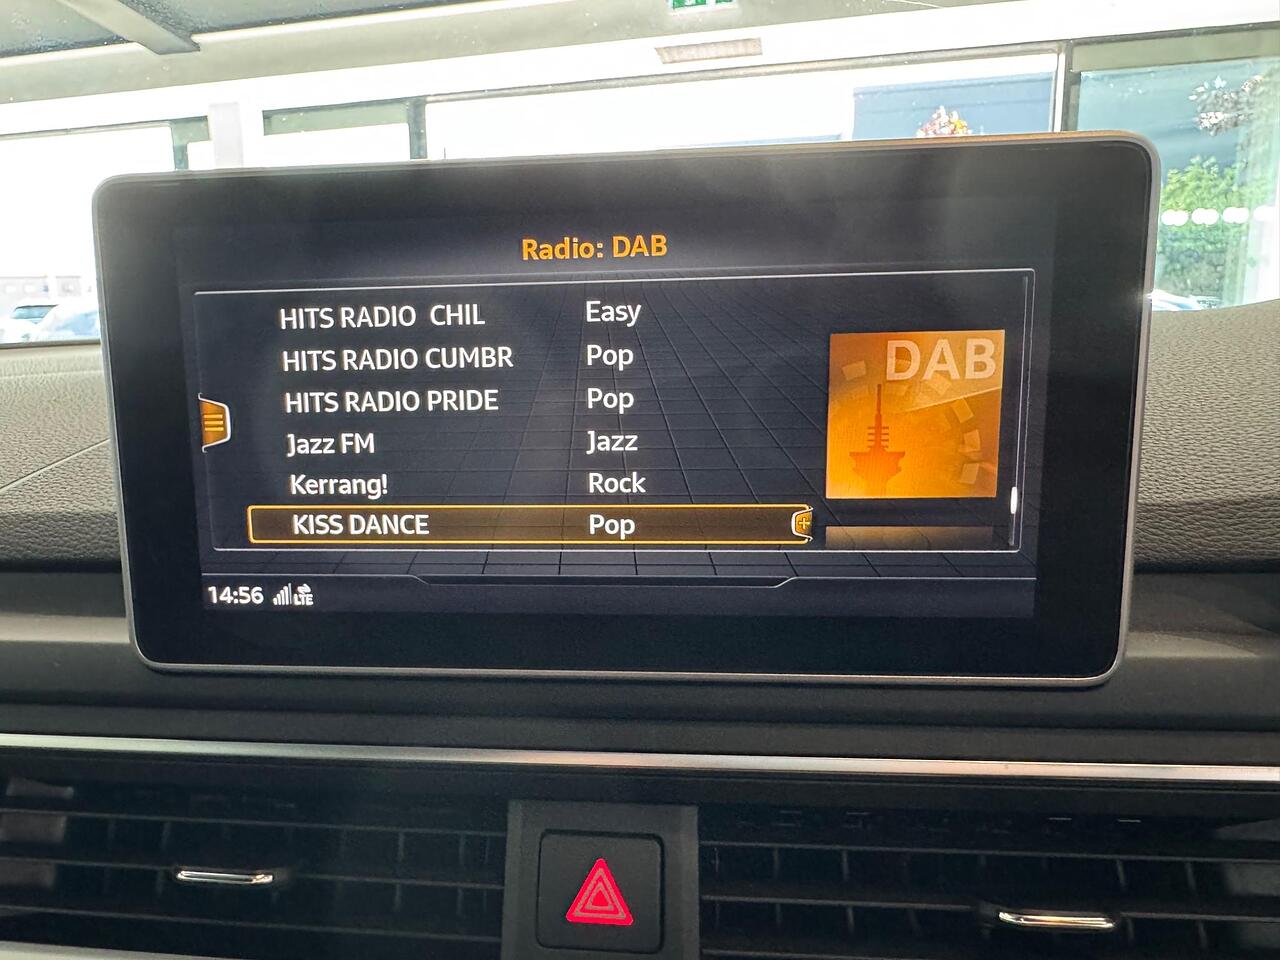 Radio: DAB
HITS RADIO  CHIL Easy
HITS RADIO CUMBR Pop
HITS RADIO PRIDE Pop
Jazz FM Jazz
Kerrang! Rock
KISS DANCE Pop
DAB
14:56 LTE